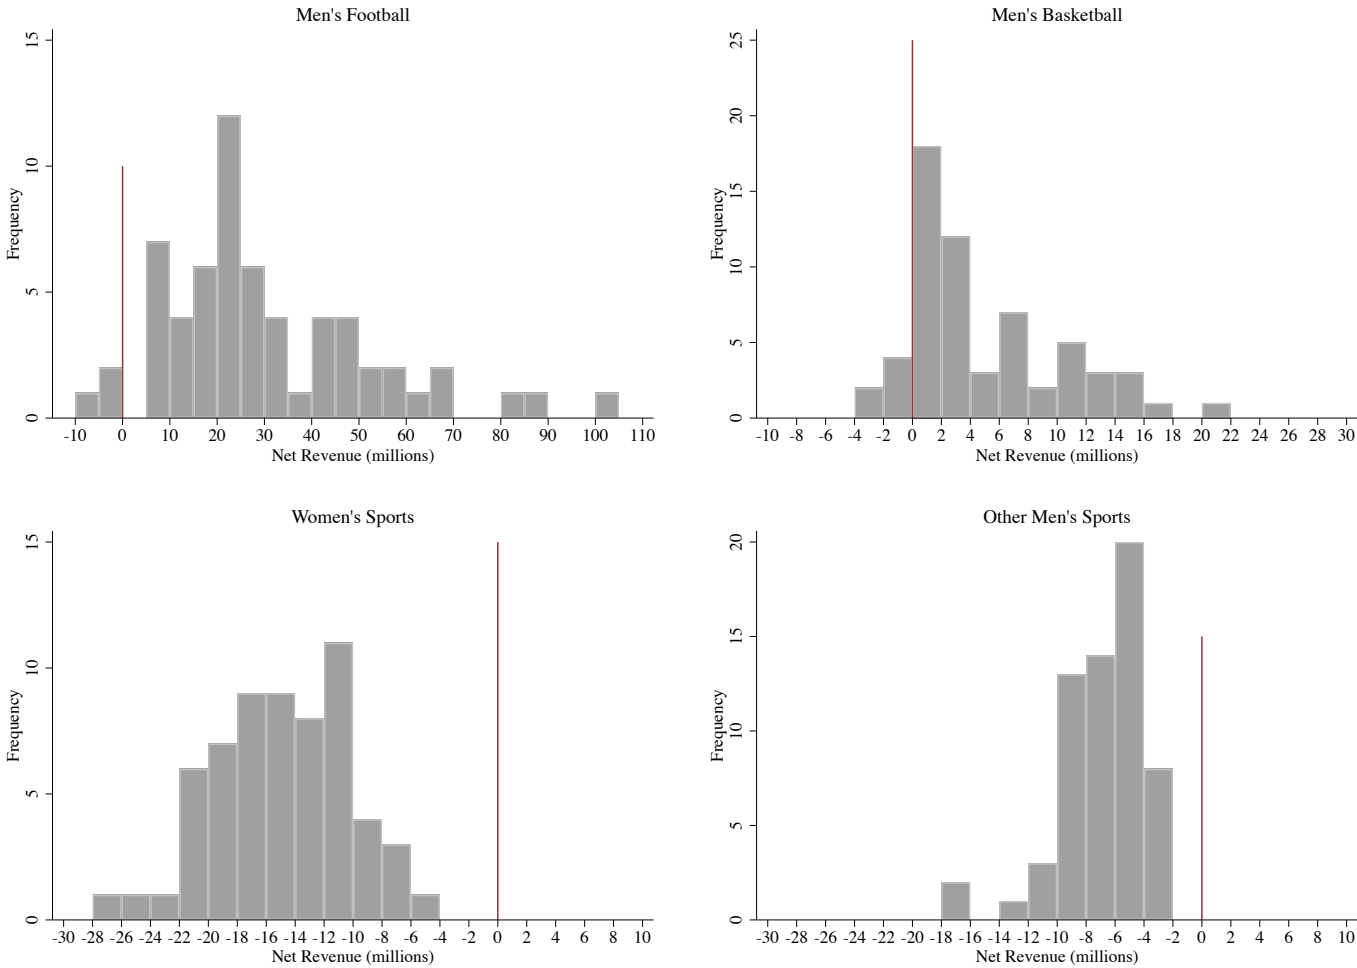 Men's Football
15
10
5
0
Frequency
-10 0 10 20 30 40 50 60 70 80 90 100 110
Net Revenue (millions)
Men's Basketball
25
20
15
10
5
0
Frequency
-10 -8 -6 -4 -2 0 2 4 6 8 10 12 14 16 18 20 22 24 26 28 30
Net Revenue (millions)
Women's Sports
15
10
5
0
Frequency
-30 -28 -26 -24 -22 -20 -18 -16 -14 -12 -10 -8 -6 -4 -2 0 2 4 6 8 10
Net Revenue (millions)
Other Men's Sports
20
15
10
5
0
Frequency
-30 -28 -26 -24 -22 -20 -18 -16 -14 -12 -10 -8 -6 -4 -2 0 2 4 6 8 10
Net Revenue (millions)